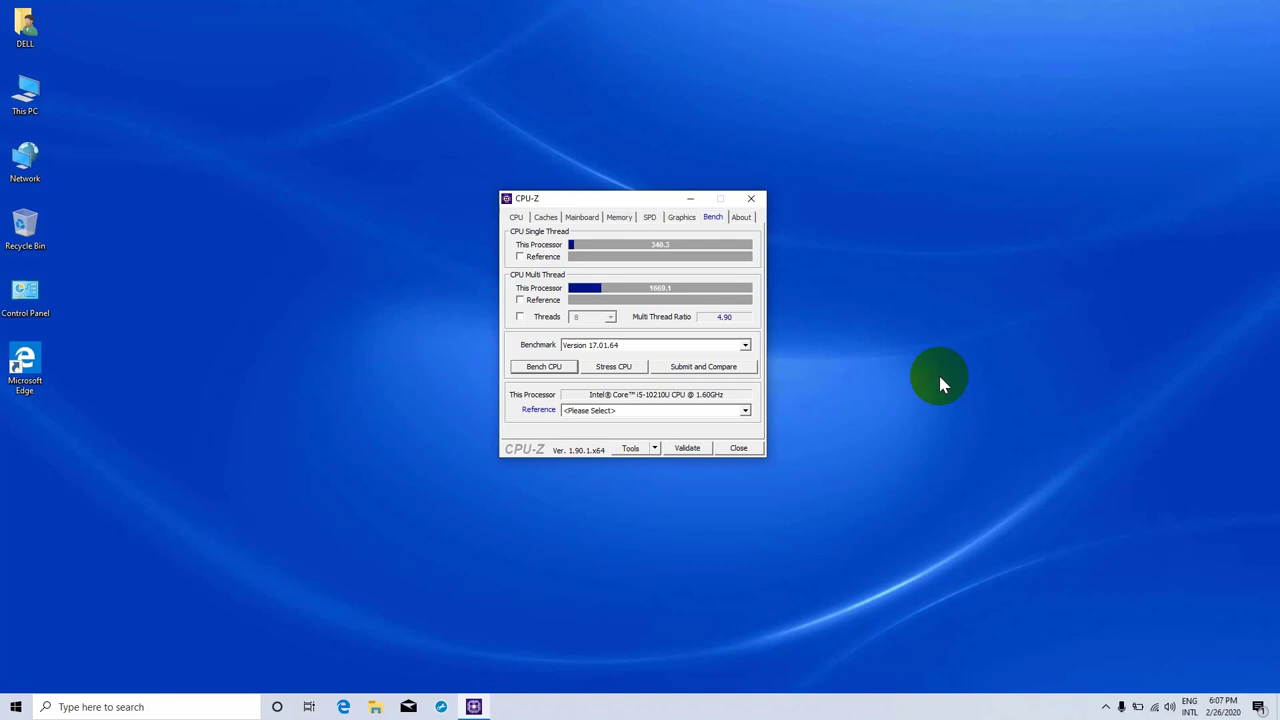 DELL
This PC
Network
Recycle Bin
Control Panel
Microsoft
Edge
CPU-Z
CPU Caches Mainboard Memory SPD Graphics Bench About
CPU Single Thread
This Processor 340.3
Reference
CPU Multi Thread
This Processor 1669.1
Reference
Threads 8 Multi Thread Ratio 4.90
Benchmark Version 17.01.64
Bench CPU Stress CPU Submit and Compare
This Processor Intel® Core™ i5-10210U CPU @ 1.60GHz
Reference <Please Select>
CPU-Z Ver. 1.90.1.x64 Tools Validate Close
Type here to search
ENG 6:07 PM
INTL 2/26/2020
1